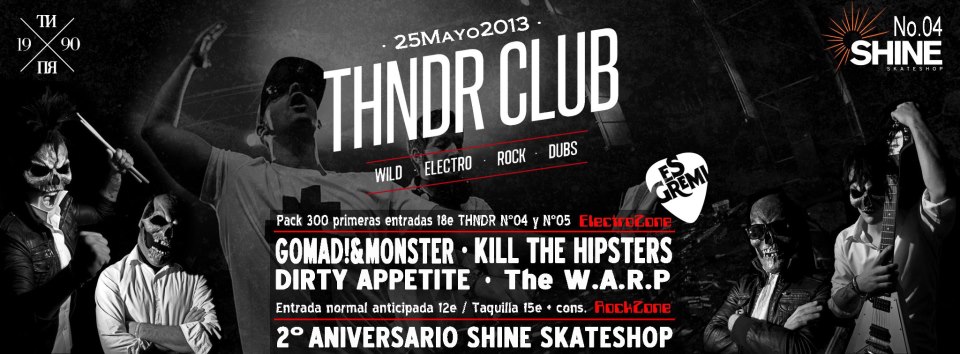 ТИ
19 90
ПЯ
· 25Mayo2013 ·
THNDR CLUB
WILD · ELECTRO · ROCK · DUBS
No.04
SHINE
SKATESHOP
ES
GREMI
Pack 300 primeras entradas 18e THNDR Nº04 y Nº05 ElectroZone
GOMAD!&MONSTER · KILL THE HIPSTERS
DIRTY APPETITE · The W.A.R.P
Entrada normal anticipada 12e / Taquilla 15e + cons. RockZone
2º ANIVERSARIO SHINE SKATESHOP